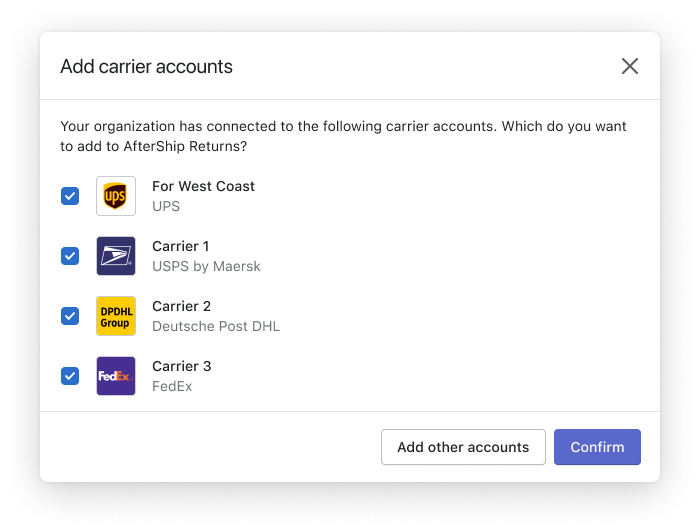 Add carrier accounts
Your organization has connected to the following carrier accounts. Which do you want
to add to AfterShip Returns?
ups
For West Coast
UPS
Carrier 1
USPS by Maersk
DPDHL
Group
Carrier 2
Deutsche Post DHL
FedEx
Carrier 3
FedEx
Add other accounts
Confirm